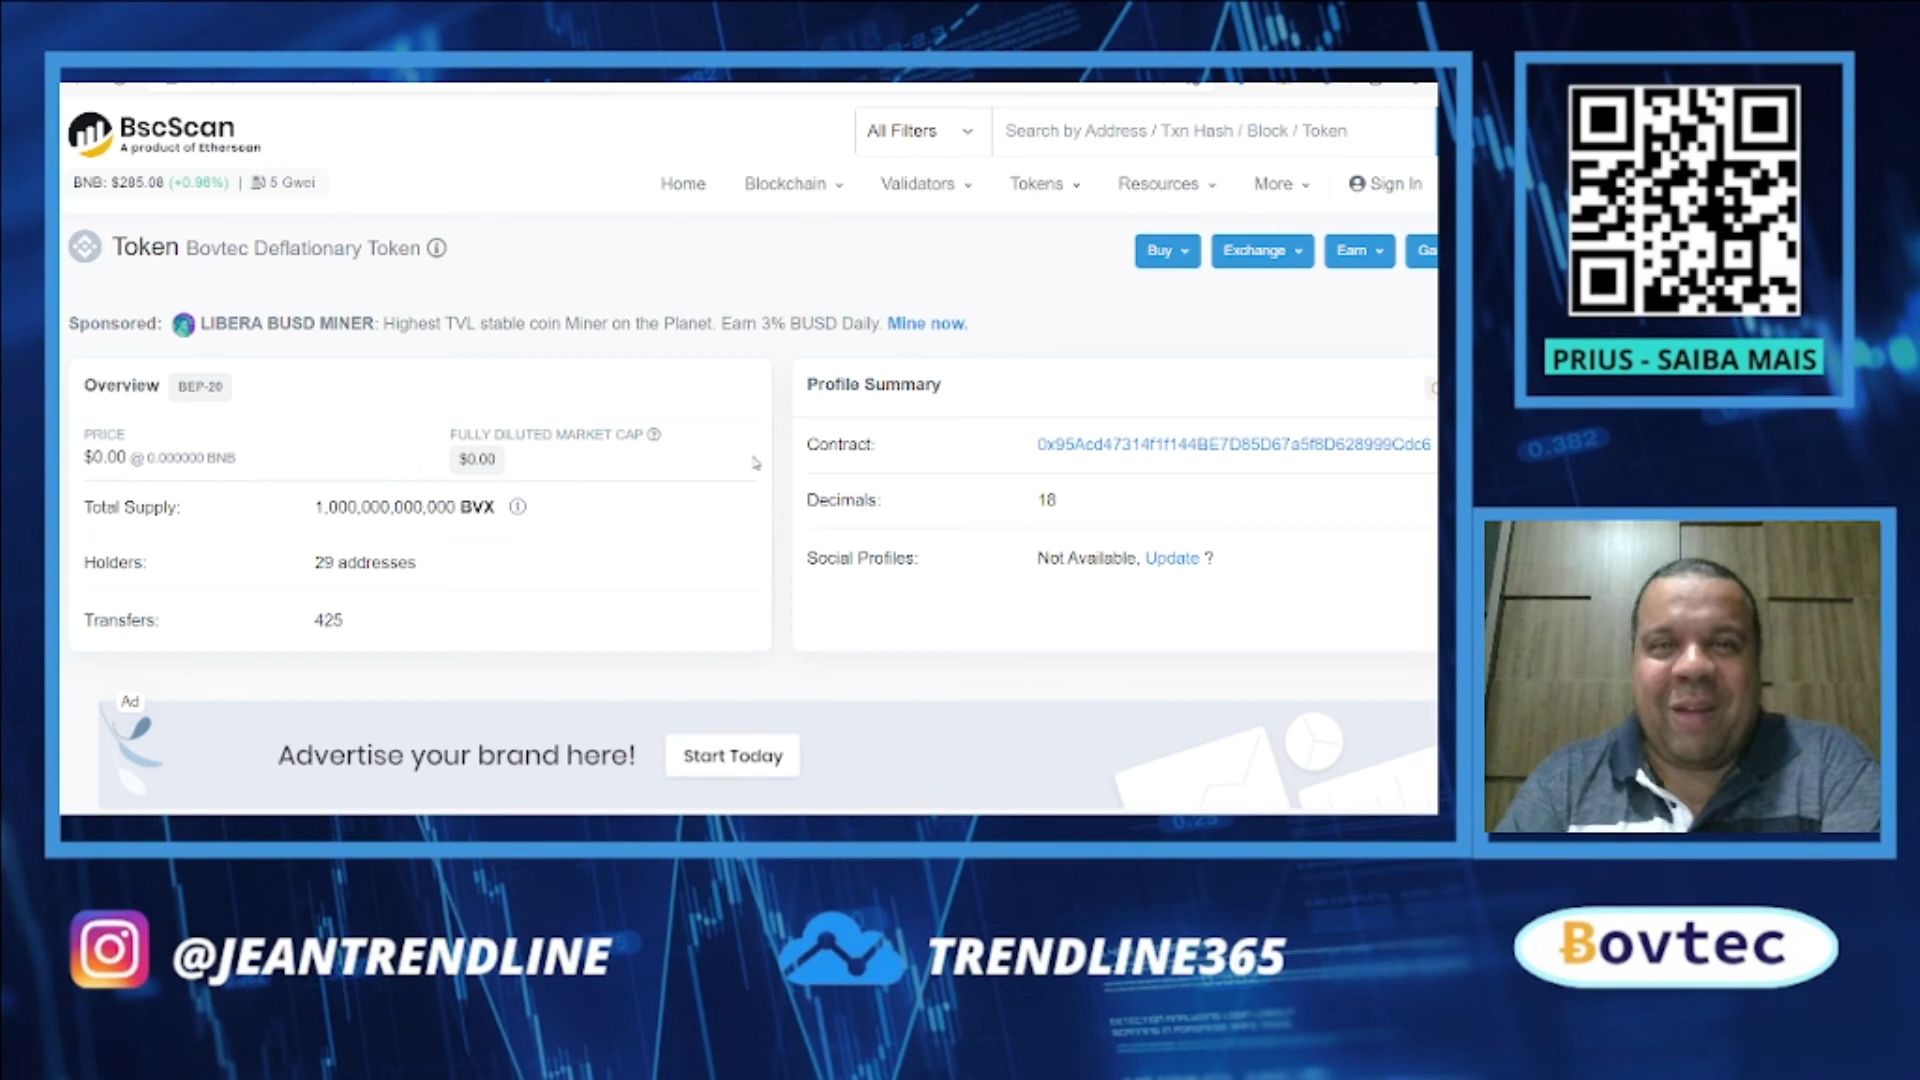 BscScan
A product of Etherscan
All Filters
Search by Address / Txn Hash / Block / Token
BNB: $285.08 (+0.96%) | 5 Gwei
Home Blockchain Validators Tokens Resources More Sign In
Token Bovtec Deflationary Token
Buy Exchange Earn Ga
Sponsored: LIBERA BUSD MINER: Highest TVL stable coin Miner on the Planet. Earn 3% BUSD Daily. Mine now.
Overview BEP-20
PRICE
$0.00 @ 0.000000 BNB
FULLY DILUTED MARKET CAP
$0.00
Total Supply: 1,000,000,000,000 BVX
Holders: 29 addresses
Transfers: 425
Profile Summary
Contract: 0x95Acd47314f1f144BE7D85D67a5f8D628999Cdc6
Decimals: 18
Social Profiles: Not Available, Update ?
Ad
Advertise your brand here!
Start Today
PRIUS - SAIBA MAIS
0.382
0.25
@JEANTRENDLINE
TRENDLINE365
Bovtec